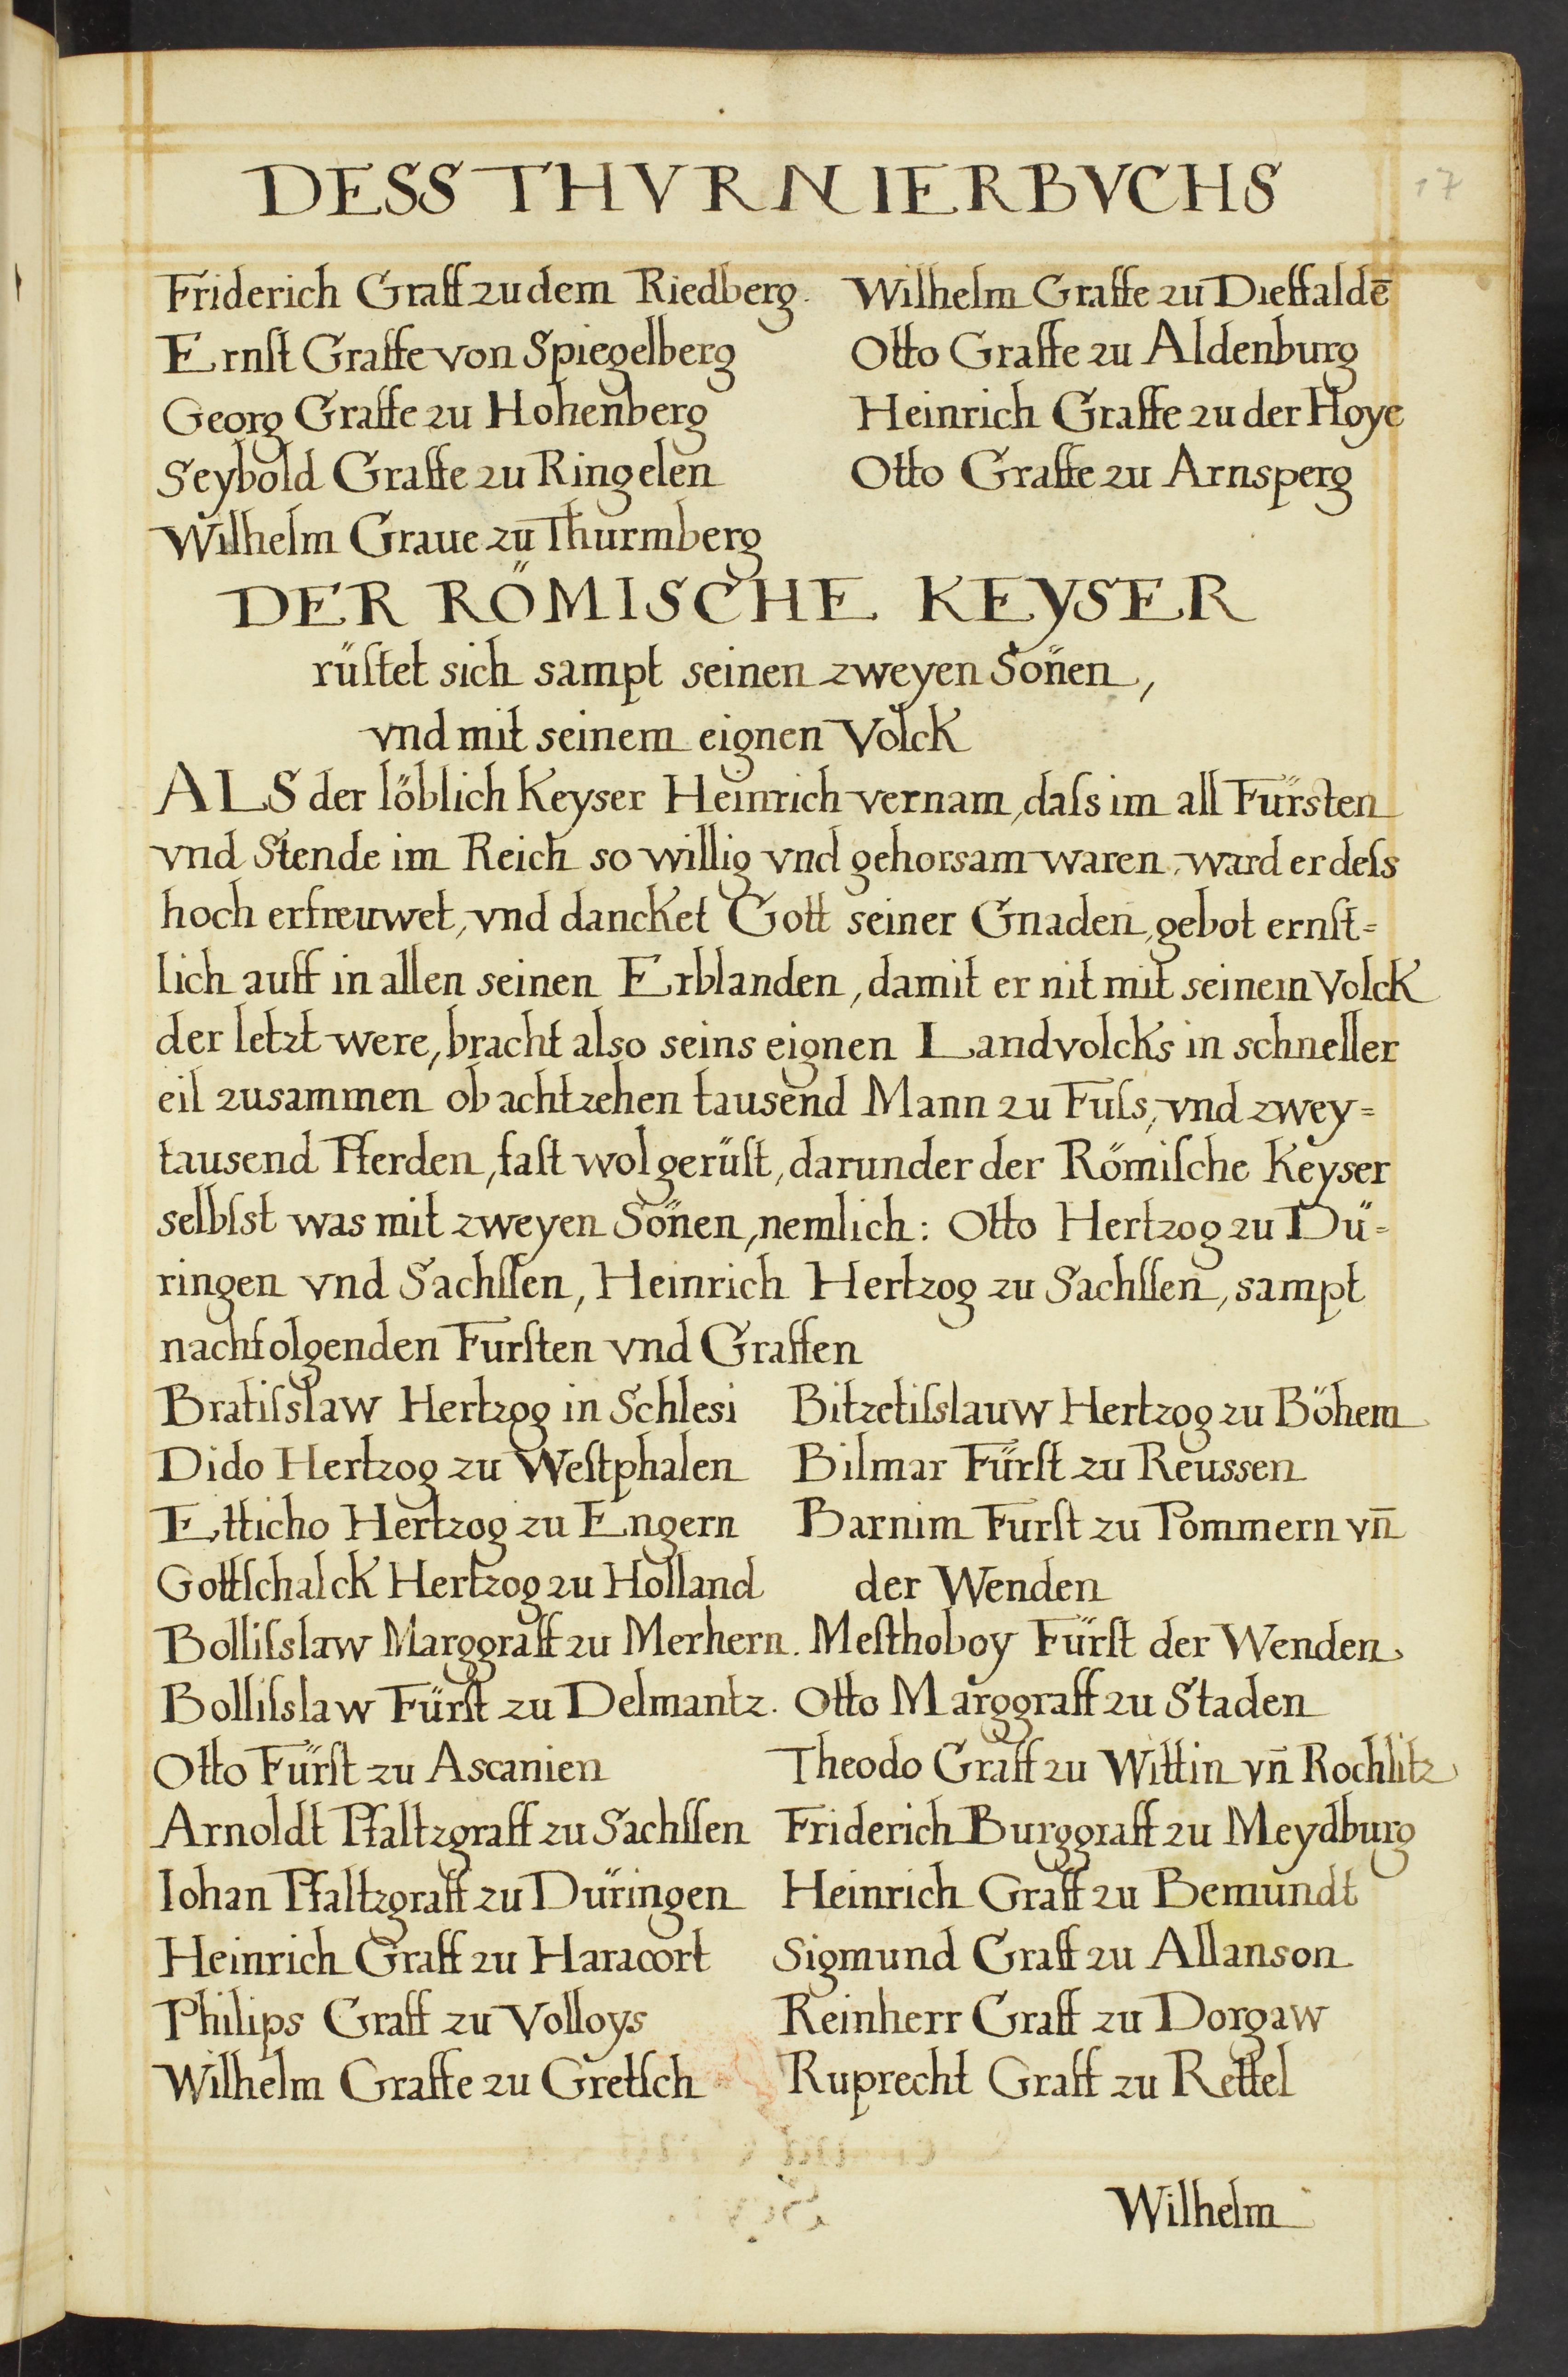 DESS THVRNIERBVCHS
17
Friderich Graff zu dem Riedberg. Wilhelm Graffe zu Dieffaldē
Ernſt Graffe von Spiegelberg Otto Graffe zu Aldenburg
Georg Graffe zu Hohenberg Heinrich Graffe zu der Hoye
Seybold Graffe zu Ringelen Otto Graffe zu Arnsperg
Wilhelm Graue zu Thurmberg
DER RÖMISCHE KEYSER
rüſtet sich sampt seinen zweyen Sönen,
vnd mit seinem eignen Volck
ALS der löblich Keyser Heinrich vernam, daſs im all Fürsten
vnd Stende im Reich so willig vnd gehorsam waren, ward er deſs
hoch erfreuwet, vnd dancket Gott seiner Gnaden, gebot ernſt=
lich auff in allen seinen Erblanden, damit er nit mit seinem Volck
der letzt were, bracht also seins eignen Landvolcks in schneller
eil zusammen ob achtzehen tausend Mann zu Fuſs, vnd zwey=
tausend Pferden, faſt wol gerüſt, darunder der Römiſche Keyser
selbſst was mit zweyen Sönen, nemlich: Otto Hertzog zu Dü=
ringen vnd Sachſſen, Heinrich Hertzog zu Sachſſen, sampt
nachfolgenden Furſten vnd Graffen
Bratiſslaw Hertzog in Schlesi Bitzetiſslauw Hertzog zu Böhem
Dido Hertzog zu Weſtphalen Bilmar Fürſt zu Reussen
Etticho Hertzog zu Engern Barnim Furſt zu Pommern vn̄
Gottſchalck Hertzog zu Holland der Wenden
Bolliſslaw Marggraff zu Merhern. Meſthoboy Fürſt der Wenden
Bolliſslaw Fürſt zu Delmantz. Otto Marggraff zu Staden
Otto Fürſt zu Ascanien Theodo Graff zu Wittin vn̄ Rochlitz
Arnoldt Pfaltzgraff zu Sachſſen Friderich Burggraff zu Meydburg
Iohan Pfaltzgraff zu Düringen Heinrich Graff zu Bemundt
Heinrich Graff zu Haracort Sigmund Graff zu Allanson
Philips Graff zu Volloys Reinherr Graff zu Dorgaw
Wilhelm Graffe zu Gretſch Ruprecht Graff zu Rettel
Wilhelm